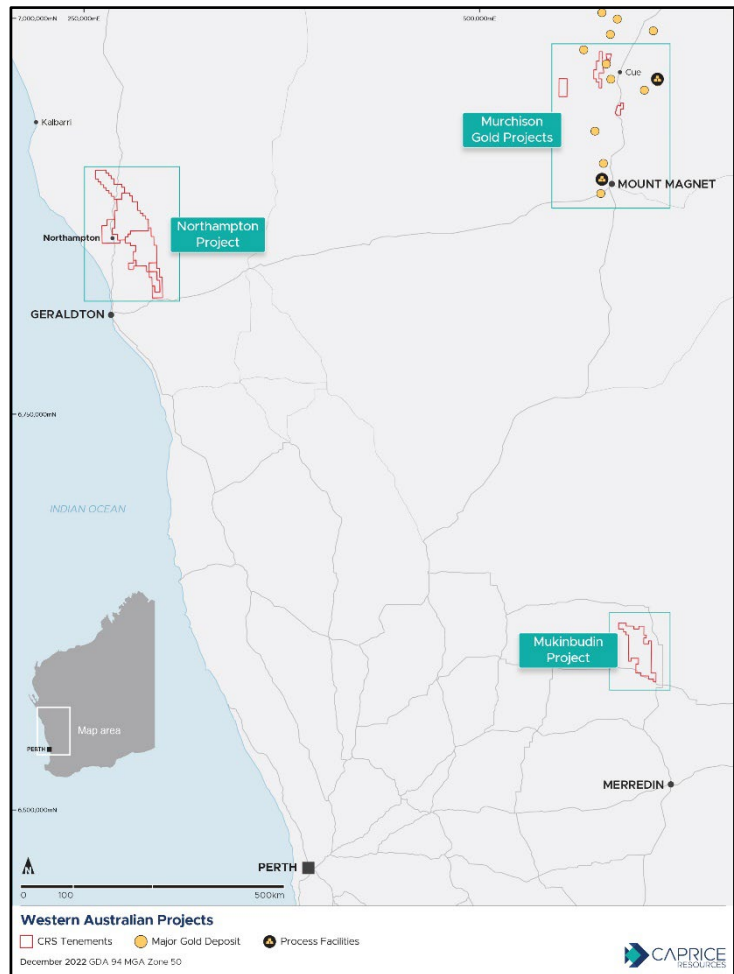 7,000,000mN
250,000mE
500,000mE
Cue
Kalbarri
Murchison
Gold Projects
MOUNT MAGNET
Northampton
Northampton
Project
GERALDTON
6,750,000mN
INDIAN OCEAN
Mukinbudin
Project
Map area
PERTH
MERREDIN
6,500,000mN
N
PERTH
0 100 500km
Western Australian Projects
CRS Tenements Major Gold Deposit Process Facilities
December 2022 GDA 94 MGA Zone 50
CAPRICE
RESOURCES